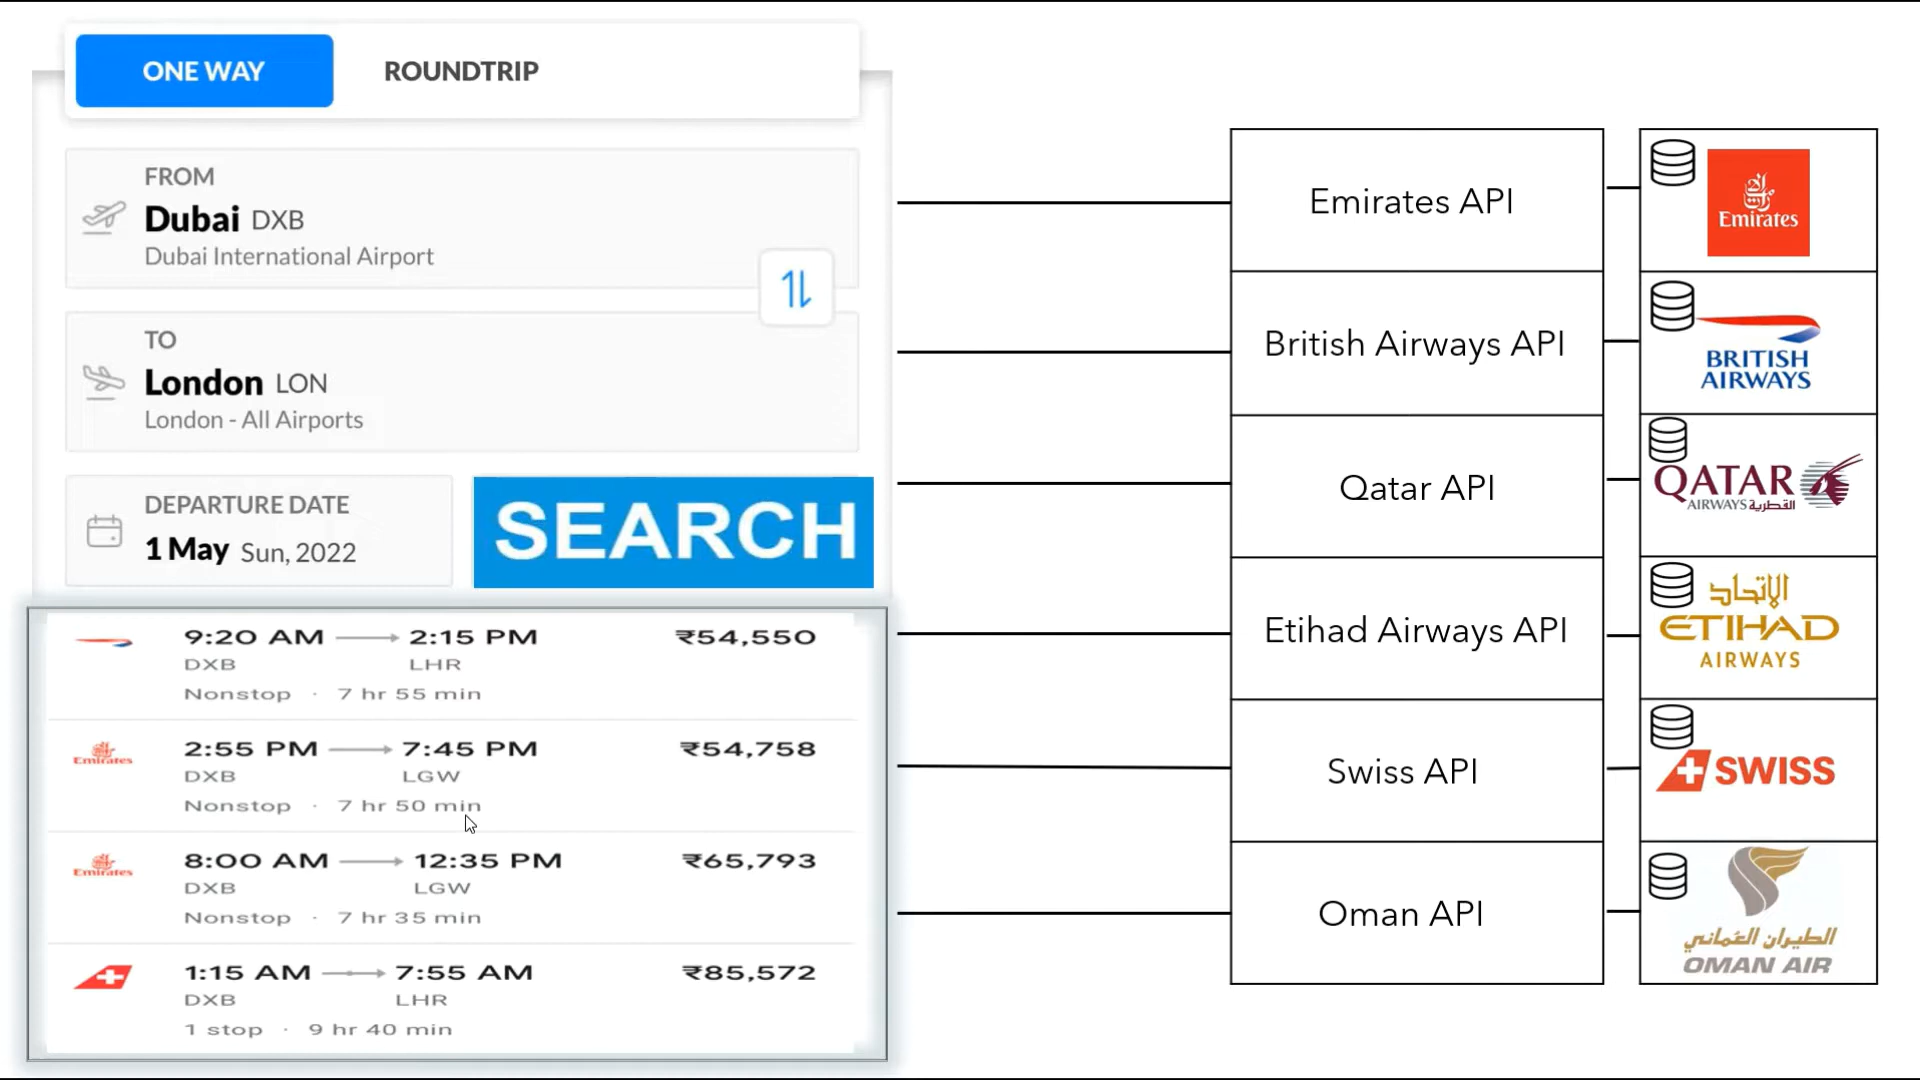 ONE WAY
ROUNDTRIP
FROM
Dubai DXB
Dubai International Airport
TO
London LON
London - All Airports
DEPARTURE DATE
1 May Sun, 2022
SEARCH
9:20 AM 2:15 PM ₹54,550
DXB LHR
Nonstop · 7 hr 55 min
Emirates
2:55 PM 7:45 PM ₹54,758
DXB LGW
Nonstop · 7 hr 50 min
Emirates
8:00 AM 12:35 PM ₹65,793
DXB LGW
Nonstop · 7 hr 35 min
1:15 AM 7:55 AM ₹85,572
DXB LHR
1 stop · 9 hr 40 min
Emirates API
British Airways API
Qatar API
Etihad Airways API
Swiss API
Oman API
Emirates
BRITISH
AIRWAYS
QATAR
AIRWAYS القطرية
الإتحاد
ETIHAD
AIRWAYS
SWISS
الطيران العماني
OMAN AIR